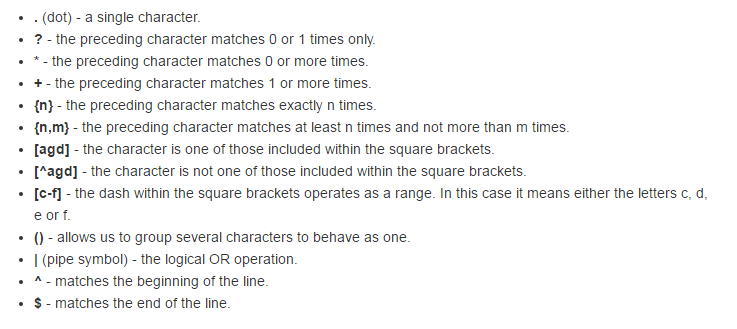 • . (dot) - a single character.
• ? - the preceding character matches 0 or 1 times only.
• * - the preceding character matches 0 or more times.
• + - the preceding character matches 1 or more times.
• {n} - the preceding character matches exactly n times.
• {n,m} - the preceding character matches at least n times and not more than m times.
• [agd] - the character is one of those included within the square brackets.
• [^agd] - the character is not one of those included within the square brackets.
• [c-f] - the dash within the square brackets operates as a range. In this case it means either the letters c, d,
e or f.
• () - allows us to group several characters to behave as one.
• | (pipe symbol) - the logical OR operation.
• ^ - matches the beginning of the line.
• $ - matches the end of the line.